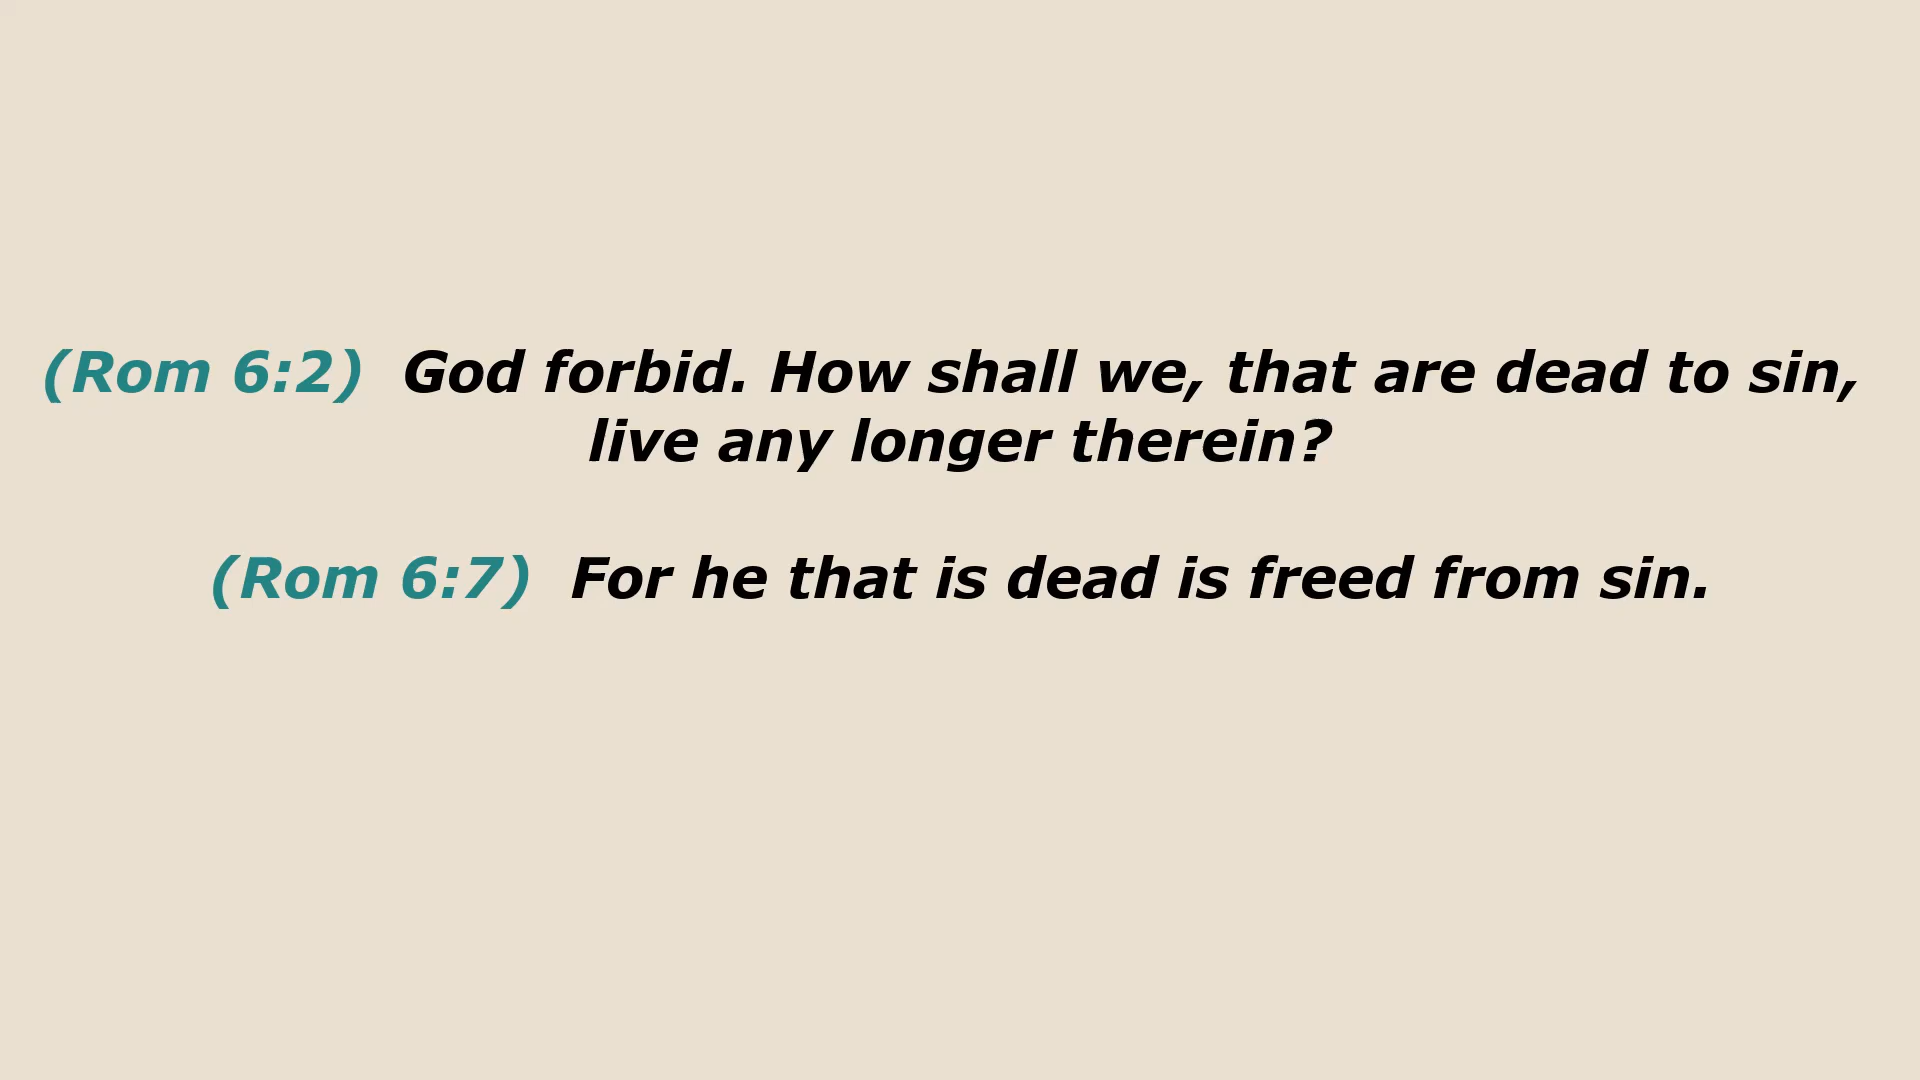 (Rom 6:2)  God forbid. How shall we, that are dead to sin,
live any longer therein?
(Rom 6:7)  For he that is dead is freed from sin.